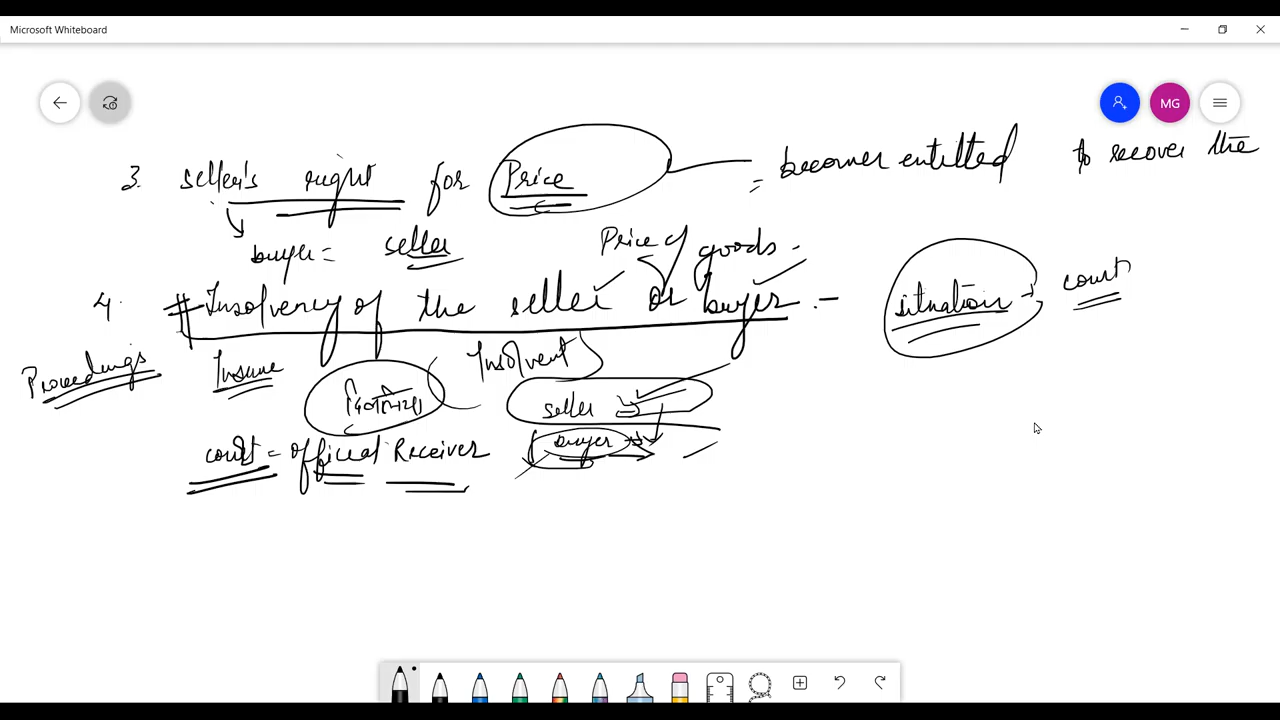 Microsoft Whiteboard
MG
3. seller's right for Price = becomes entitled to recover the
Price of goods -
buyer = seller
4. Insolvency of the seller or buyer :- situation court
Proceedings Insane Insolvent
seller
court = official Receiver buyer